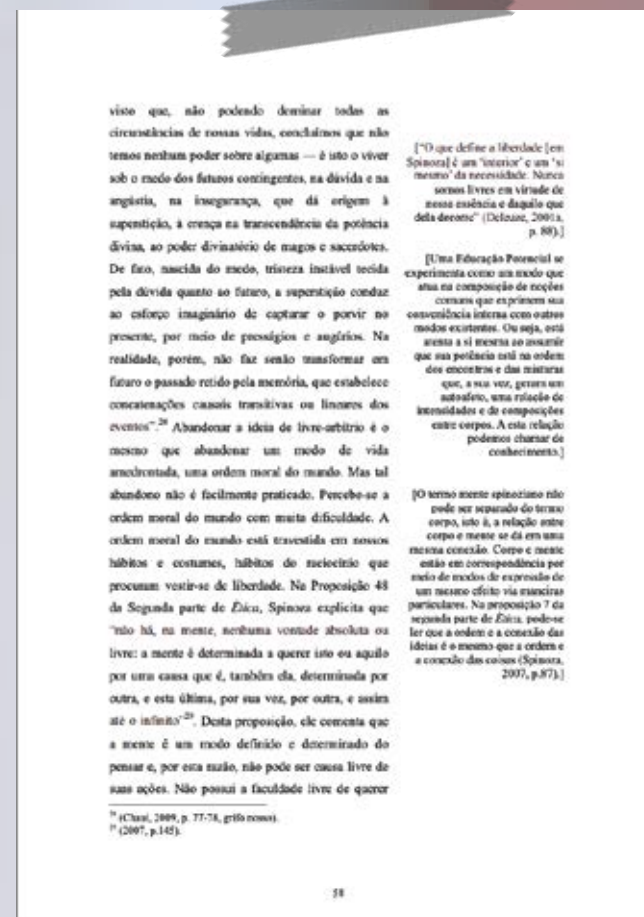 visto que, não podendo dominar todas as
circunstâncias de nossas vidas, concluímos que não
temos nenhum poder sobre algumas — é isto o viver
sob o medo dos futuros contingentes, na dúvida e na
angústia, na insegurança, que dá origem à
superstição, à crença na transcendência da potência
divina, ao poder divinatório de magos e sacerdotes.
De fato, nascida do medo, tristeza instável tecida
pela dúvida quanto ao futuro, a superstição conduz
ao esforço imaginário de capturar o porvir no
presente, por meio de presságios e augúrios. Na
realidade, porém, não faz senão transformar em
futuro o passado retido pela memória, que estabelece
concatenações causais transitivas ou lineares dos
eventos”.²⁸ Abandonar a ideia de livre-arbítrio é o
mesmo que abandonar um modo de vida
amedrontada, uma ordem moral do mundo. Mas tal
abandono não é facilmente praticado. Percebe-se a
ordem moral do mundo com muita dificuldade. A
ordem moral do mundo está travestida em nossos
hábitos e costumes, hábitos do raciocínio que
procuram vestir-se de liberdade. Na Proposição 48
da Segunda parte de Ética, Spinoza explicita que
“não há, na mente, nenhuma vontade absoluta ou
livre: a mente é determinada a querer isto ou aquilo
por uma causa que é, também ela, determinada por
outra, e esta última, por sua vez, por outra, e assim
até o infinito”²⁹. Desta proposição, ele comenta que
a mente é um modo definido e determinado do
pensar e, por esta razão, não pode ser causa livre de
suas ações. Não possui a faculdade livre de querer
[“O que define a liberdade [em
Spinoza] é um ‘interior’ e um ‘si
mesmo’ da necessidade. Nunca
somos livres em virtude de
nossa essência e daquilo que
dela decorre” (Deleuze, 2001a,
p. 88).]
[Uma Educação Potencial se
experimenta como um modo que
atua na composição de noções
comuns que exprimem sua
conveniência interna com outros
modos existentes. Ou seja, está
atenta a si mesma ao assumir
que sua potência está na ordem
dos encontros e das misturas
que, a sua vez, geram um
autoafeto, uma relação de
intensidades e de composições
entre corpos. A esta relação
podemos chamar de
conhecimento.]
[O termo mente spinoziano não
pode ser separado do termo
corpo, isto é, a relação entre
corpo e mente se dá em uma
mesma conexão. Corpo e mente
estão em correspondência por
meio de modos de expressão de
um mesmo efeito via maneiras
particulares. Na proposição 7 da
segunda parte de Ética, pode-se
ler que a ordem e a conexão das
ideias é o mesmo que a ordem e
a conexão das coisas (Spinoza,
2007, p.87).]
²⁸ (Chaui, 2009, p. 77-78, grifo nosso).
²⁹ (2007, p.145).
58